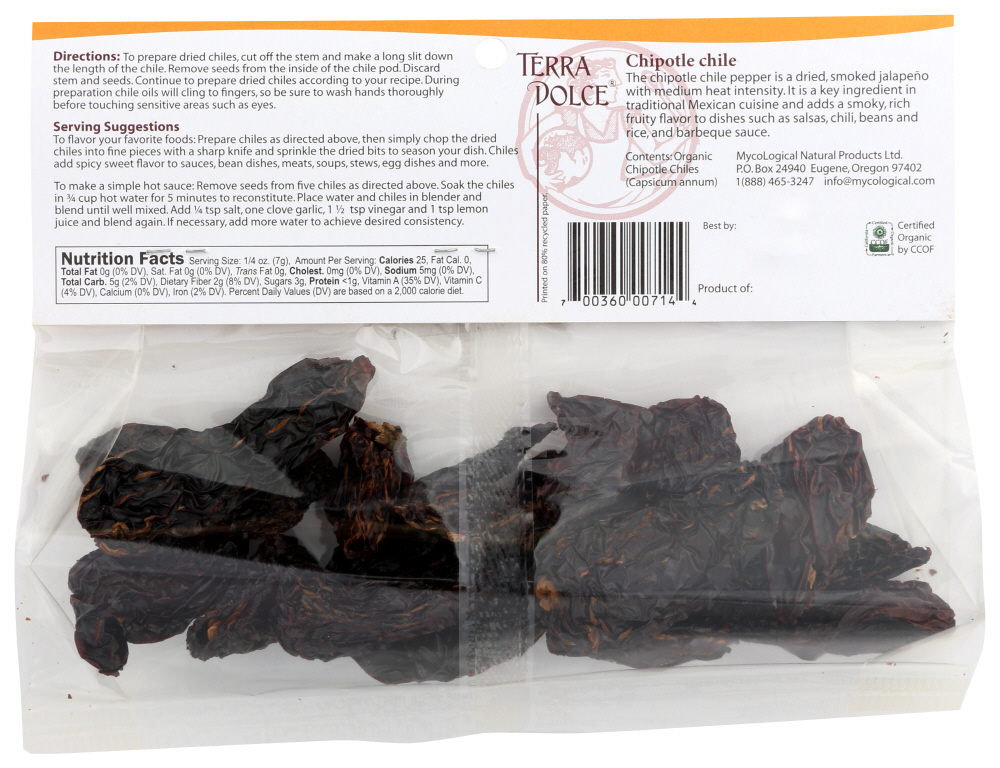 Directions: To prepare dried chiles, cut off the stem and make a long slit down
the length of the chile. Remove seeds from the inside of the chile pod. Discard
stem and seeds. Continue to prepare dried chiles according to your recipe. During
preparation chile oils will cling to fingers, so be sure to wash hands thoroughly
before touching sensitive areas such as eyes.
Serving Suggestions
To flavor your favorite foods: Prepare chiles as directed above, then simply chop the dried
chiles into fine pieces with a sharp knife and sprinkle the dried bits to season your dish. Chiles
add spicy sweet flavor to sauces, bean dishes, meats, soups, stews, egg dishes and more.
To make a simple hot sauce: Remove seeds from five chiles as directed above. Soak the chiles
in ¾ cup hot water for 5 minutes to reconstitute. Place water and chiles in blender and
blend until well mixed. Add ¼ tsp salt, one clove garlic, 1 ½ tsp vinegar and 1 tsp lemon
juice and blend again. If necessary, add more water to achieve desired consistency.
Nutrition Facts Serving Size: 1/4 oz. (7g), Amount Per Serving: Calories 25, Fat Cal. 0,
Total Fat 0g (0% DV), Sat. Fat 0g (0% DV), Trans Fat 0g, Cholest. 0mg (0% DV), Sodium 5mg (0% DV),
Total Carb. 5g (2% DV), Dietary Fiber 2g (8% DV), Sugars 3g, Protein <1g, Vitamin A (35% DV), Vitamin C
(4% DV), Calcium (0% DV), Iron (2% DV). Percent Daily Values (DV) are based on a 2,000 calorie diet.
TERRA
DOLCE®
Printed on 80% recycled paper.
Chipotle chile
The chipotle chile pepper is a dried, smoked jalapeño
with medium heat intensity. It is a key ingredient in
traditional Mexican cuisine and adds a smoky, rich
fruity flavor to dishes such as salsas, chili, beans and
rice, and barbeque sauce.
Contents: Organic
Chipotle Chiles
(Capsicum annum)
MycoLogical Natural Products Ltd.
P.O. Box 24940 Eugene, Oregon 97402
1(888) 465-3247 info@mycological.com
7 00360 00714 4
Best by:
Product of:
CCOF
Certified
Organic
by CCOF